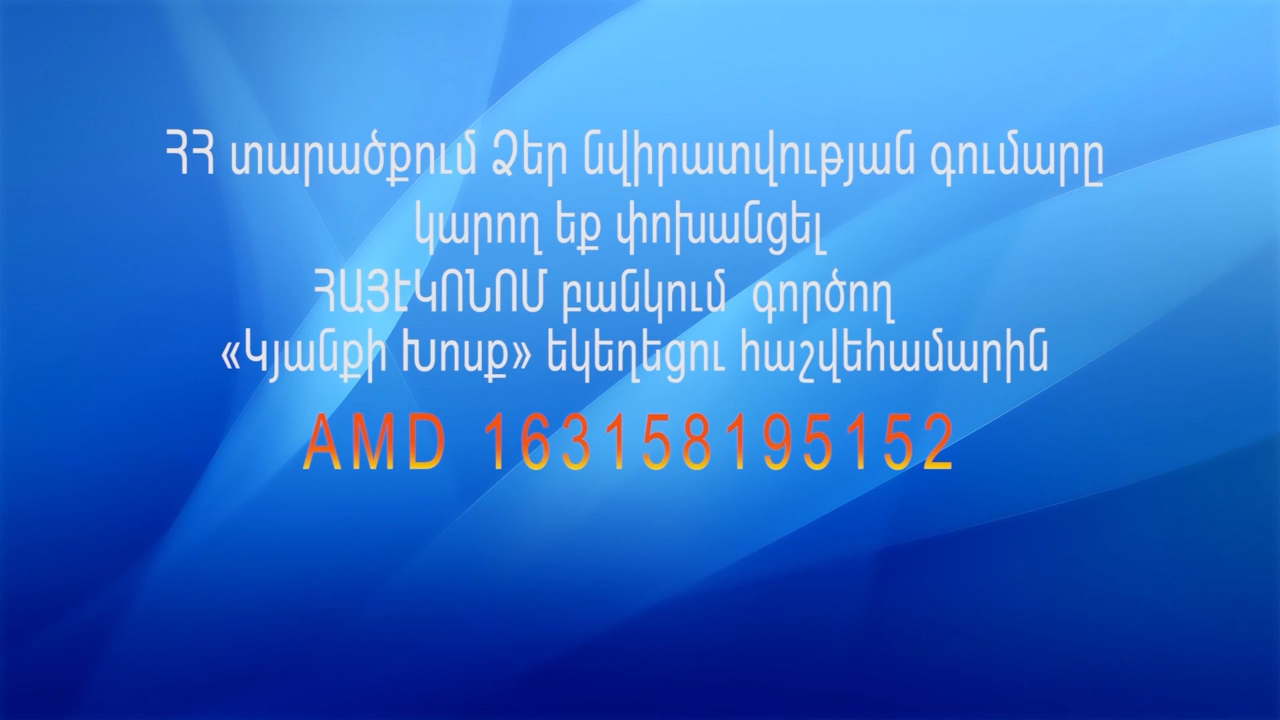 ՀՀ տարածքում Ձեր նվիրատվության գումարը
կարող եք փոխանցել
ՀԱՅԷԿՈՆՈՄ բանկում գործող
«Կյանքի Խոսք» եկեղեցու հաշվեհամարին
AMD 163158195152